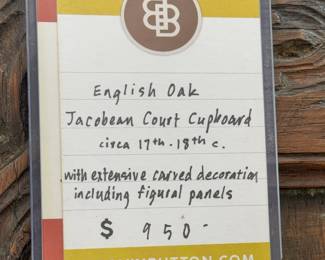 English Oak
Jacobean Court Cupboard
circa 17th - 18th c.
with extensive carved decoration
including figural panels
$ 950-